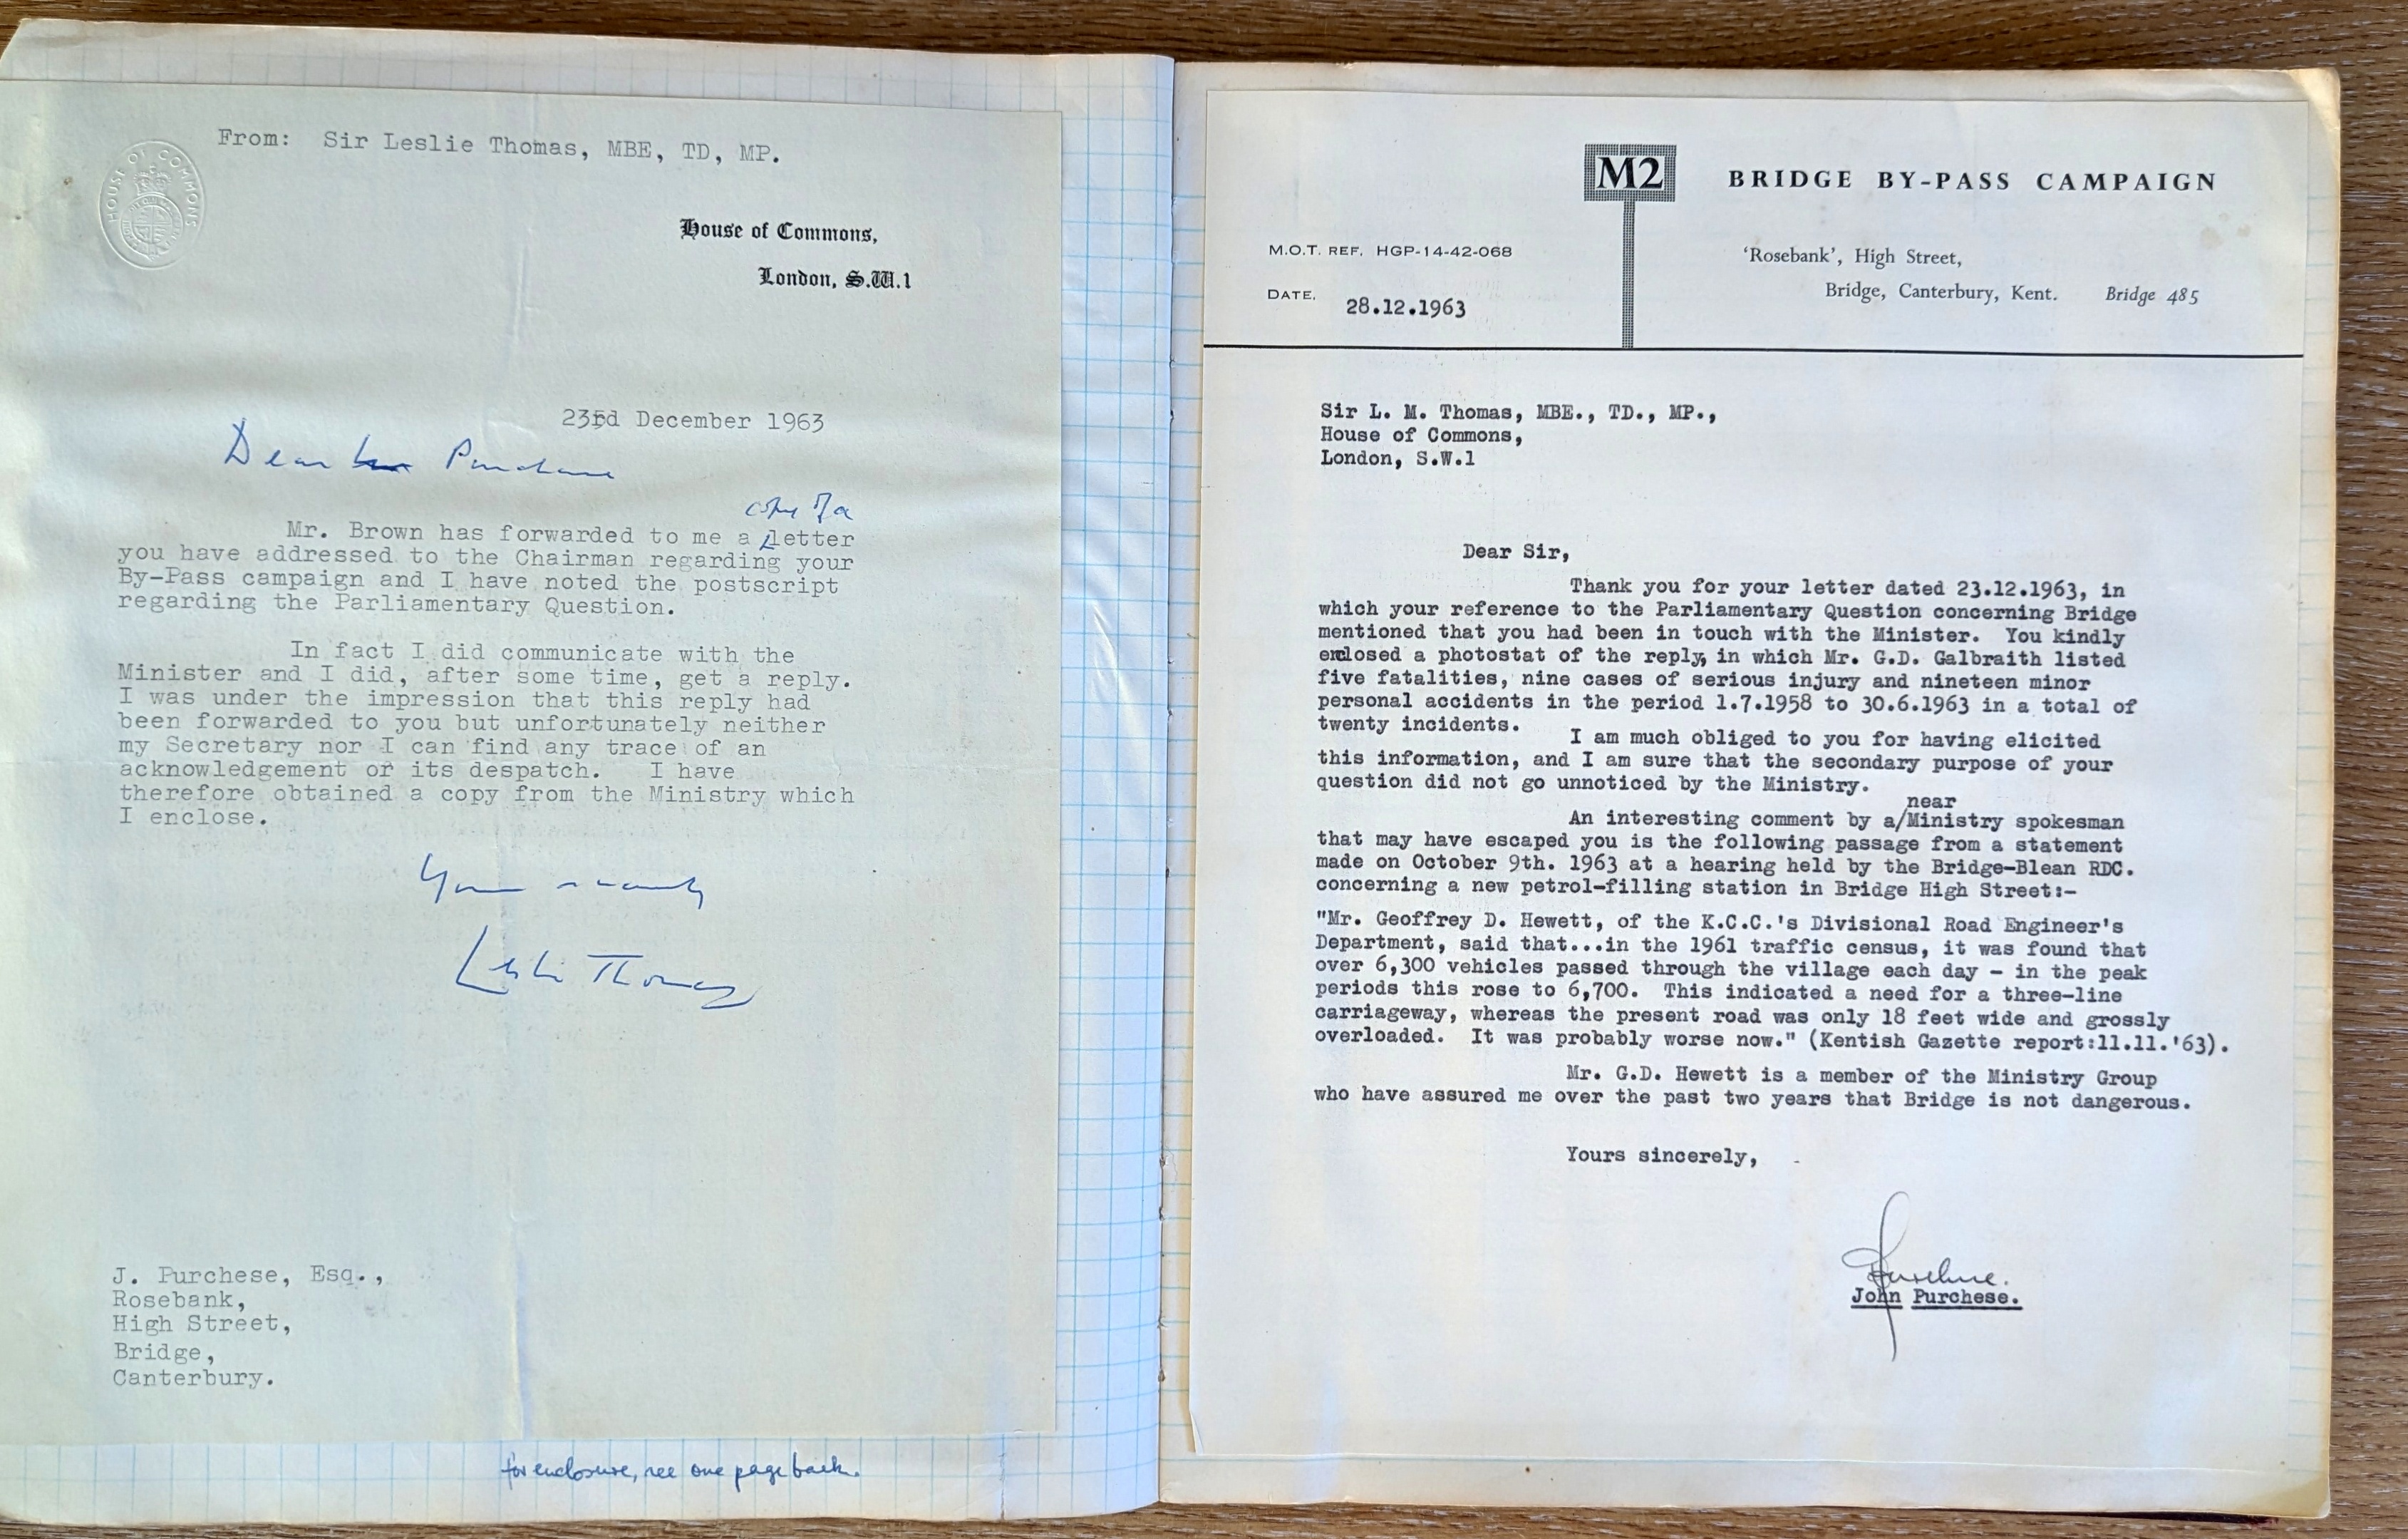 HOUSE OF COMMONS
From: Sir Leslie Thomas, MBE, TD, MP.
House of Commons,
London, S.W.1
23rd December 1963
Dear Purchese
copy of a
Mr. Brown has forwarded to me a letter
you have addressed to the Chairman regarding your
By-Pass campaign and I have noted the postscript
regarding the Parliamentary Question.
In fact I did communicate with the
Minister and I did, after some time, get a reply.
I was under the impression that this reply had
been forwarded to you but unfortunately neither
my Secretary nor I can find any trace of an
acknowledgement or its despatch. I have
therefore obtained a copy from the Ministry which
I enclose.
Yours sincerely
Leslie Thomas
J. Purchese, Esq.,
Rosebank,
High Street,
Bridge,
Canterbury.
for enclosure, see one page back.
M2
BRIDGE BY-PASS CAMPAIGN
M.O.T. REF. HGP-14-42-068
DATE. 28.12.1963
'Rosebank', High Street,
Bridge, Canterbury, Kent. Bridge 485
Sir L. M. Thomas, MBE., TD., MP.,
House of Commons,
London, S.W.1
Dear Sir,
Thank you for your letter dated 23.12.1963, in
which your reference to the Parliamentary Question concerning Bridge
mentioned that you had been in touch with the Minister. You kindly
enclosed a photostat of the reply, in which Mr. G.D. Galbraith listed
five fatalities, nine cases of serious injury and nineteen minor
personal accidents in the period 1.7.1958 to 30.6.1963 in a total of
twenty incidents.
I am much obliged to you for having elicited
this information, and I am sure that the secondary purpose of your
question did not go unnoticed by the Ministry.
near
An interesting comment by a/Ministry spokesman
that may have escaped you is the following passage from a statement
made on October 9th. 1963 at a hearing held by the Bridge-Blean RDC.
concerning a new petrol-filling station in Bridge High Street:-
"Mr. Geoffrey D. Hewett, of the K.C.C.'s Divisional Road Engineer's
Department, said that...in the 1961 traffic census, it was found that
over 6,300 vehicles passed through the village each day - in the peak
periods this rose to 6,700. This indicated a need for a three-line
carriageway, whereas the present road was only 18 feet wide and grossly
overloaded. It was probably worse now." (Kentish Gazette report:11.11.'63).
Mr. G.D. Hewett is a member of the Ministry Group
who have assured me over the past two years that Bridge is not dangerous.
Yours sincerely,
Purchese.
John Purchese.